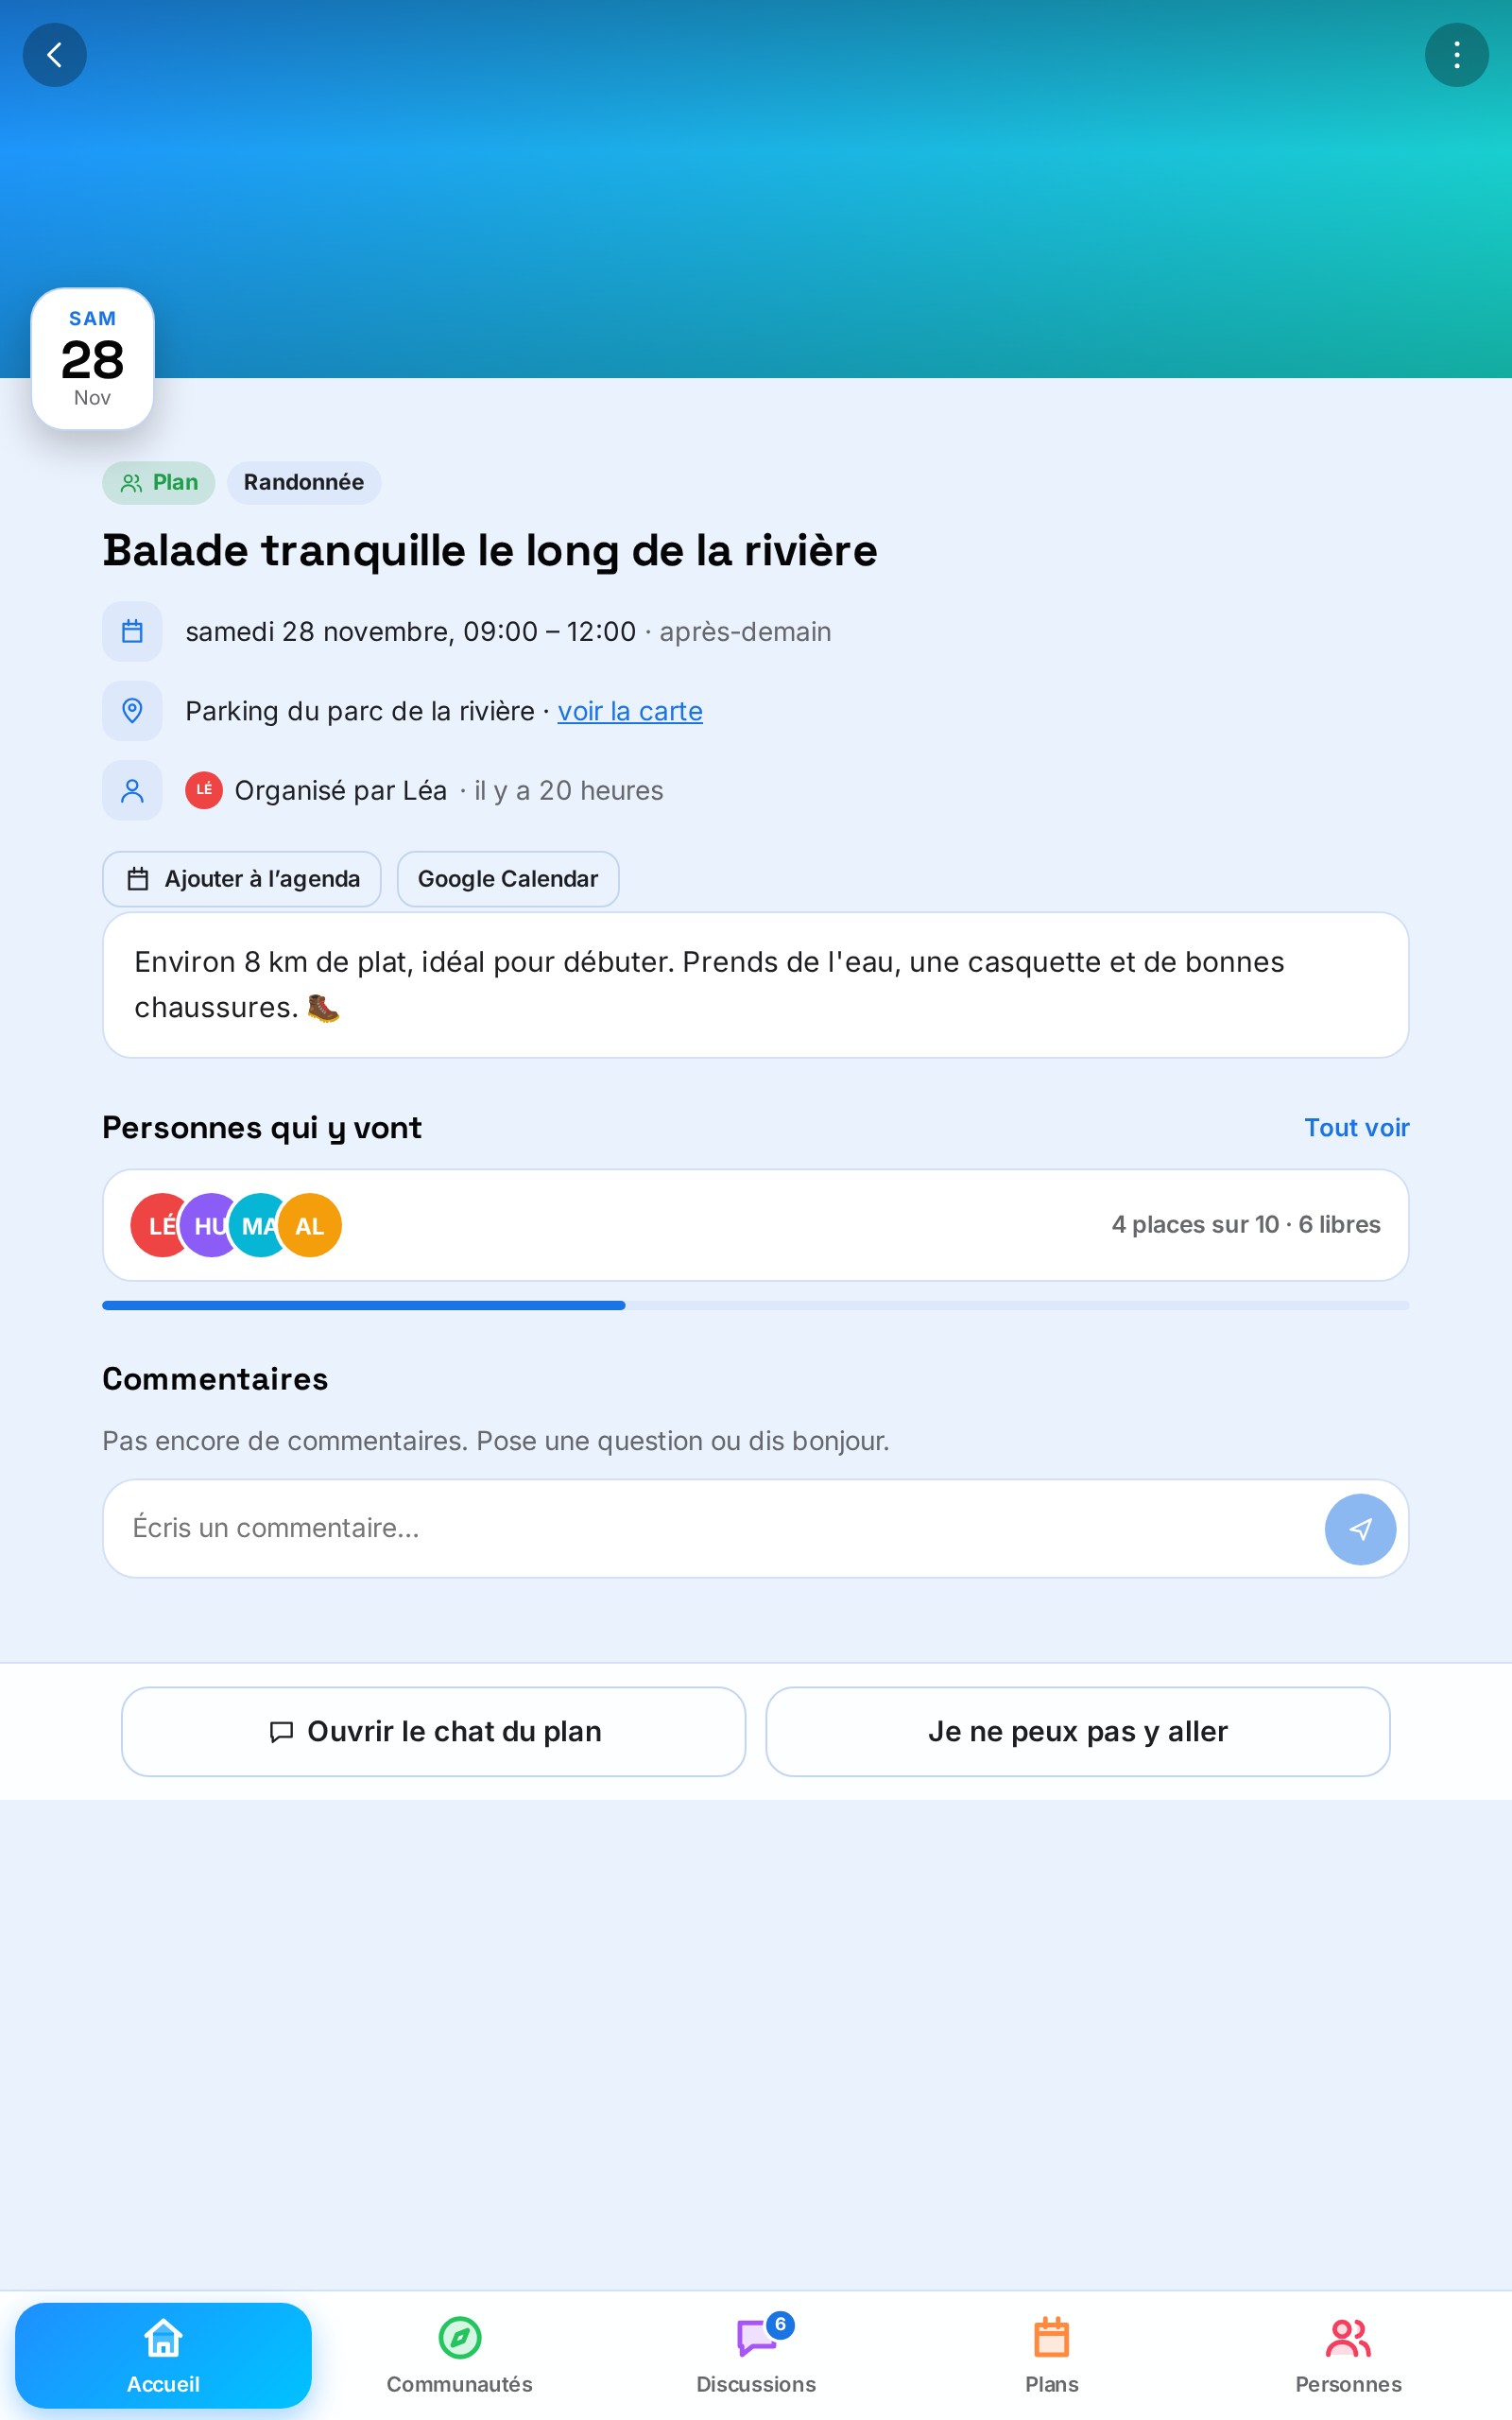 SAM
28
Nov
Plan
Randonnée
Balade tranquille le long de la rivière
samedi 28 novembre, 09:00 – 12:00 · après-demain
Parking du parc de la rivière · voir la carte
LÉ Organisé par Léa · il y a 20 heures
Ajouter à l’agenda
Google Calendar
Environ 8 km de plat, idéal pour débuter. Prends de l'eau, une casquette et de bonnes
chaussures. 🥾
Personnes qui y vont
Tout voir
LÉ HU MA AL
4 places sur 10 · 6 libres
Commentaires
Pas encore de commentaires. Pose une question ou dis bonjour.
Écris un commentaire...
Ouvrir le chat du plan
Je ne peux pas y aller
6
Accueil
Communautés
Discussions
Plans
Personnes